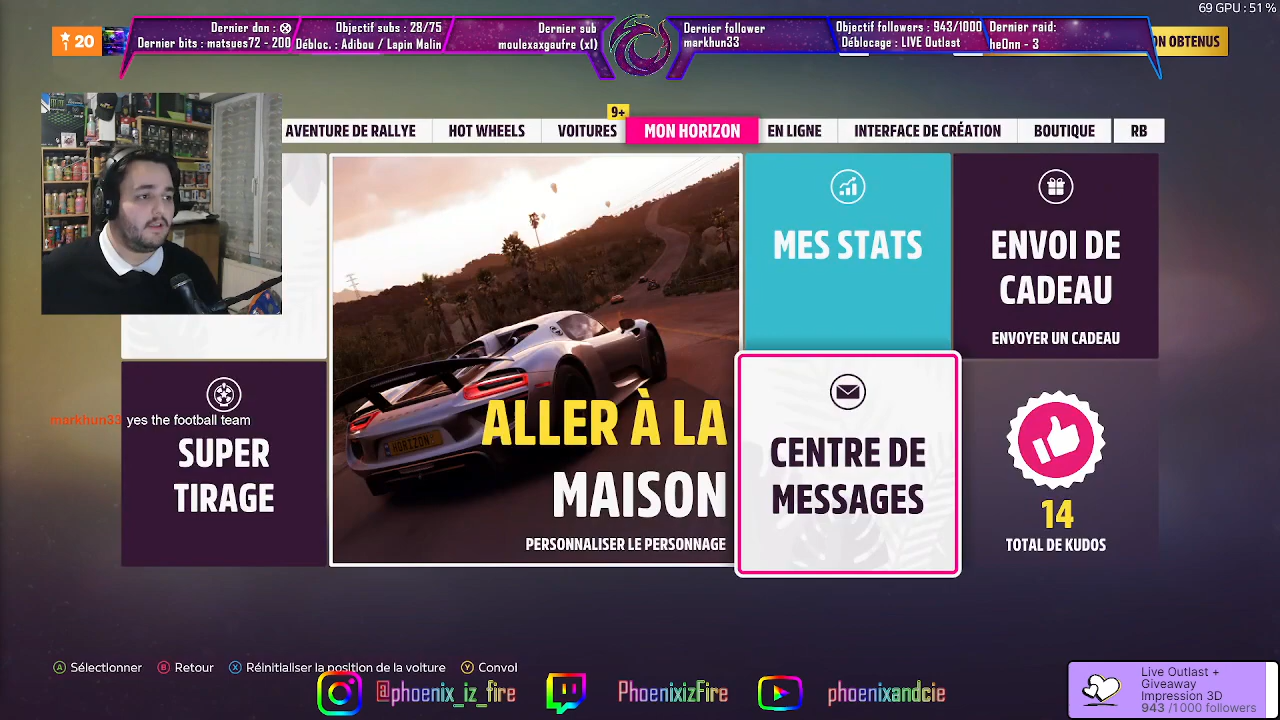 69 GPU : 51 %
20
Dernier don : ⊗
Dernier bits : matsues72 - 200
Objectif subs : 28/75
Débloc. : Adibou / Lapin Malin
Dernier sub
moulexaxgaufre (x1)
Dernier follower
markhun33
Objectif followers : 943/1000
Déblocage : LIVE Outlast
Dernier raid:
he0nn - 3
ON OBTENUS
9+
AVENTURE DE RALLYE
HOT WHEELS
VOITURES
MON HORIZON
EN LIGNE
INTERFACE DE CRÉATION
BOUTIQUE
RB
MES STATS
ENVOI DE
CADEAU
ENVOYER UN CADEAU
markhun33 yes the football team
SUPER
TIRAGE
HORIZON
ALLER À LA
MAISON
PERSONNALISER LE PERSONNAGE
CENTRE DE
MESSAGES
14
TOTAL DE KUDOS
A Sélectionner
B Retour
X Réinitialiser la position de la voiture
Y Convoi
@phoenix_iz_fire
PhoenixizFire
phoenixandcie
Live Outlast +
Giveaway
Impression 3D
943 /1000 followers